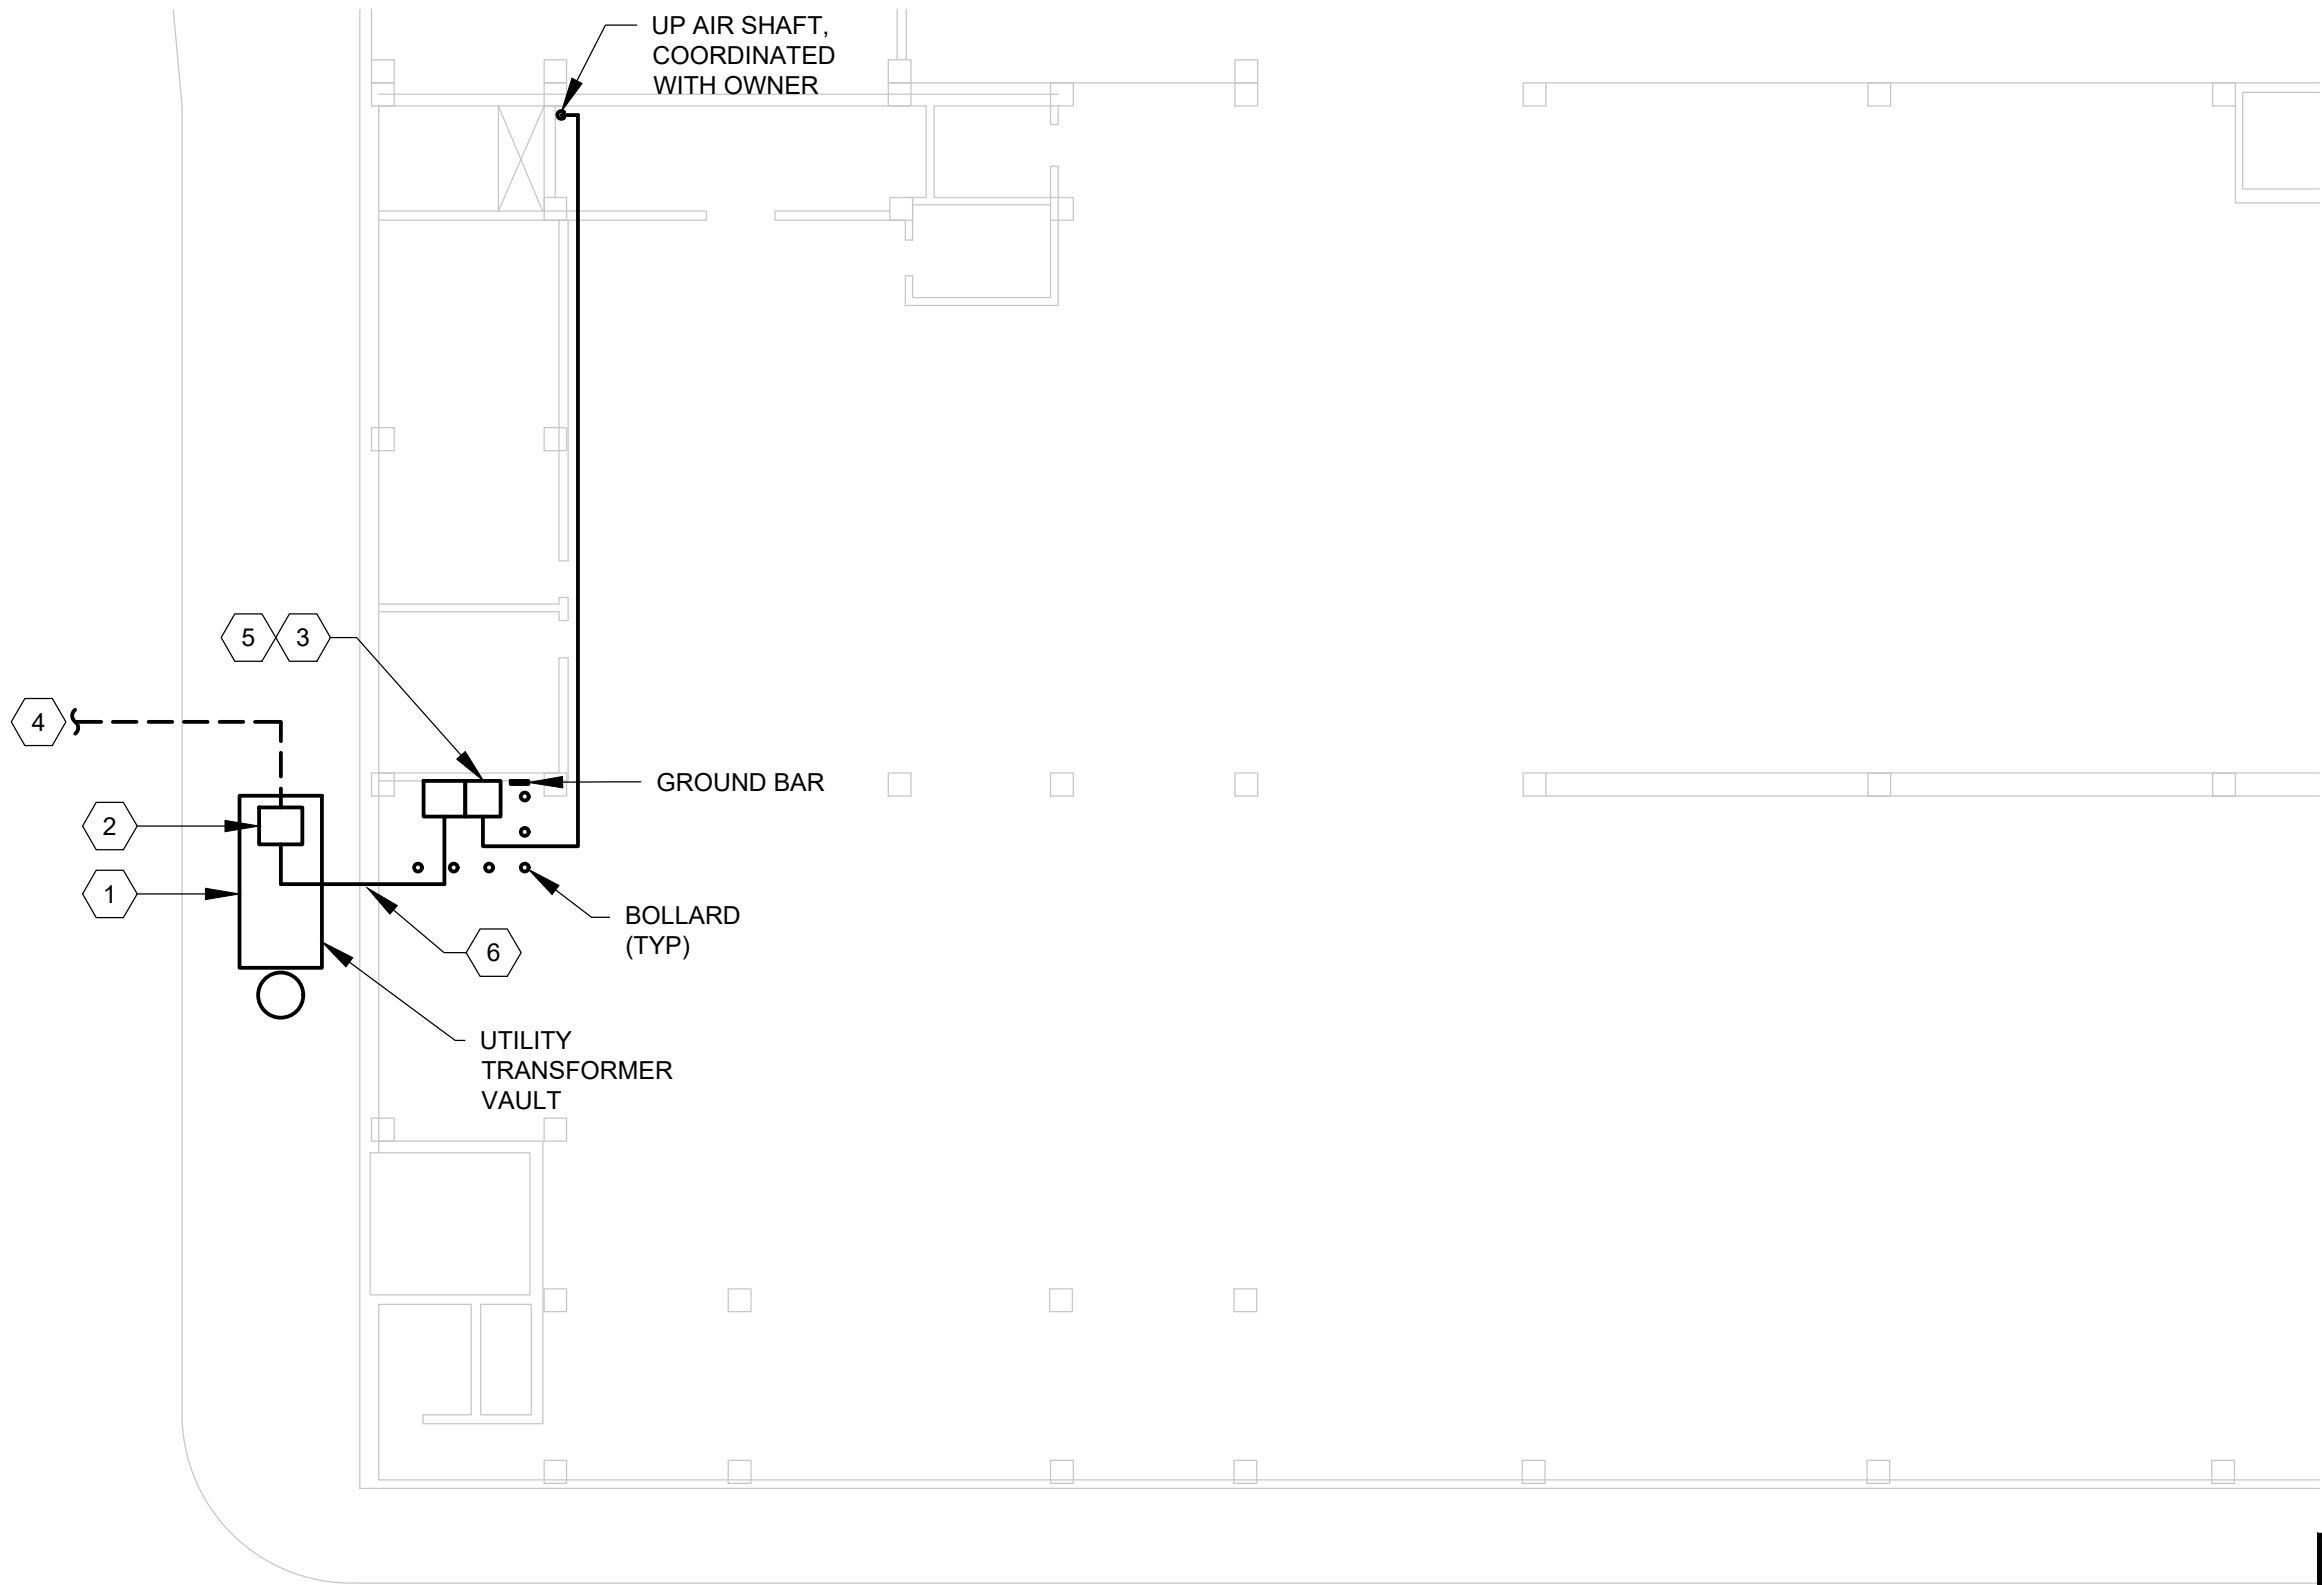 UP AIR SHAFT,
COORDINATED
WITH OWNER
5 3
4
GROUND BAR
2
1
BOLLARD
(TYP)
6
UTILITY
TRANSFORMER
VAULT